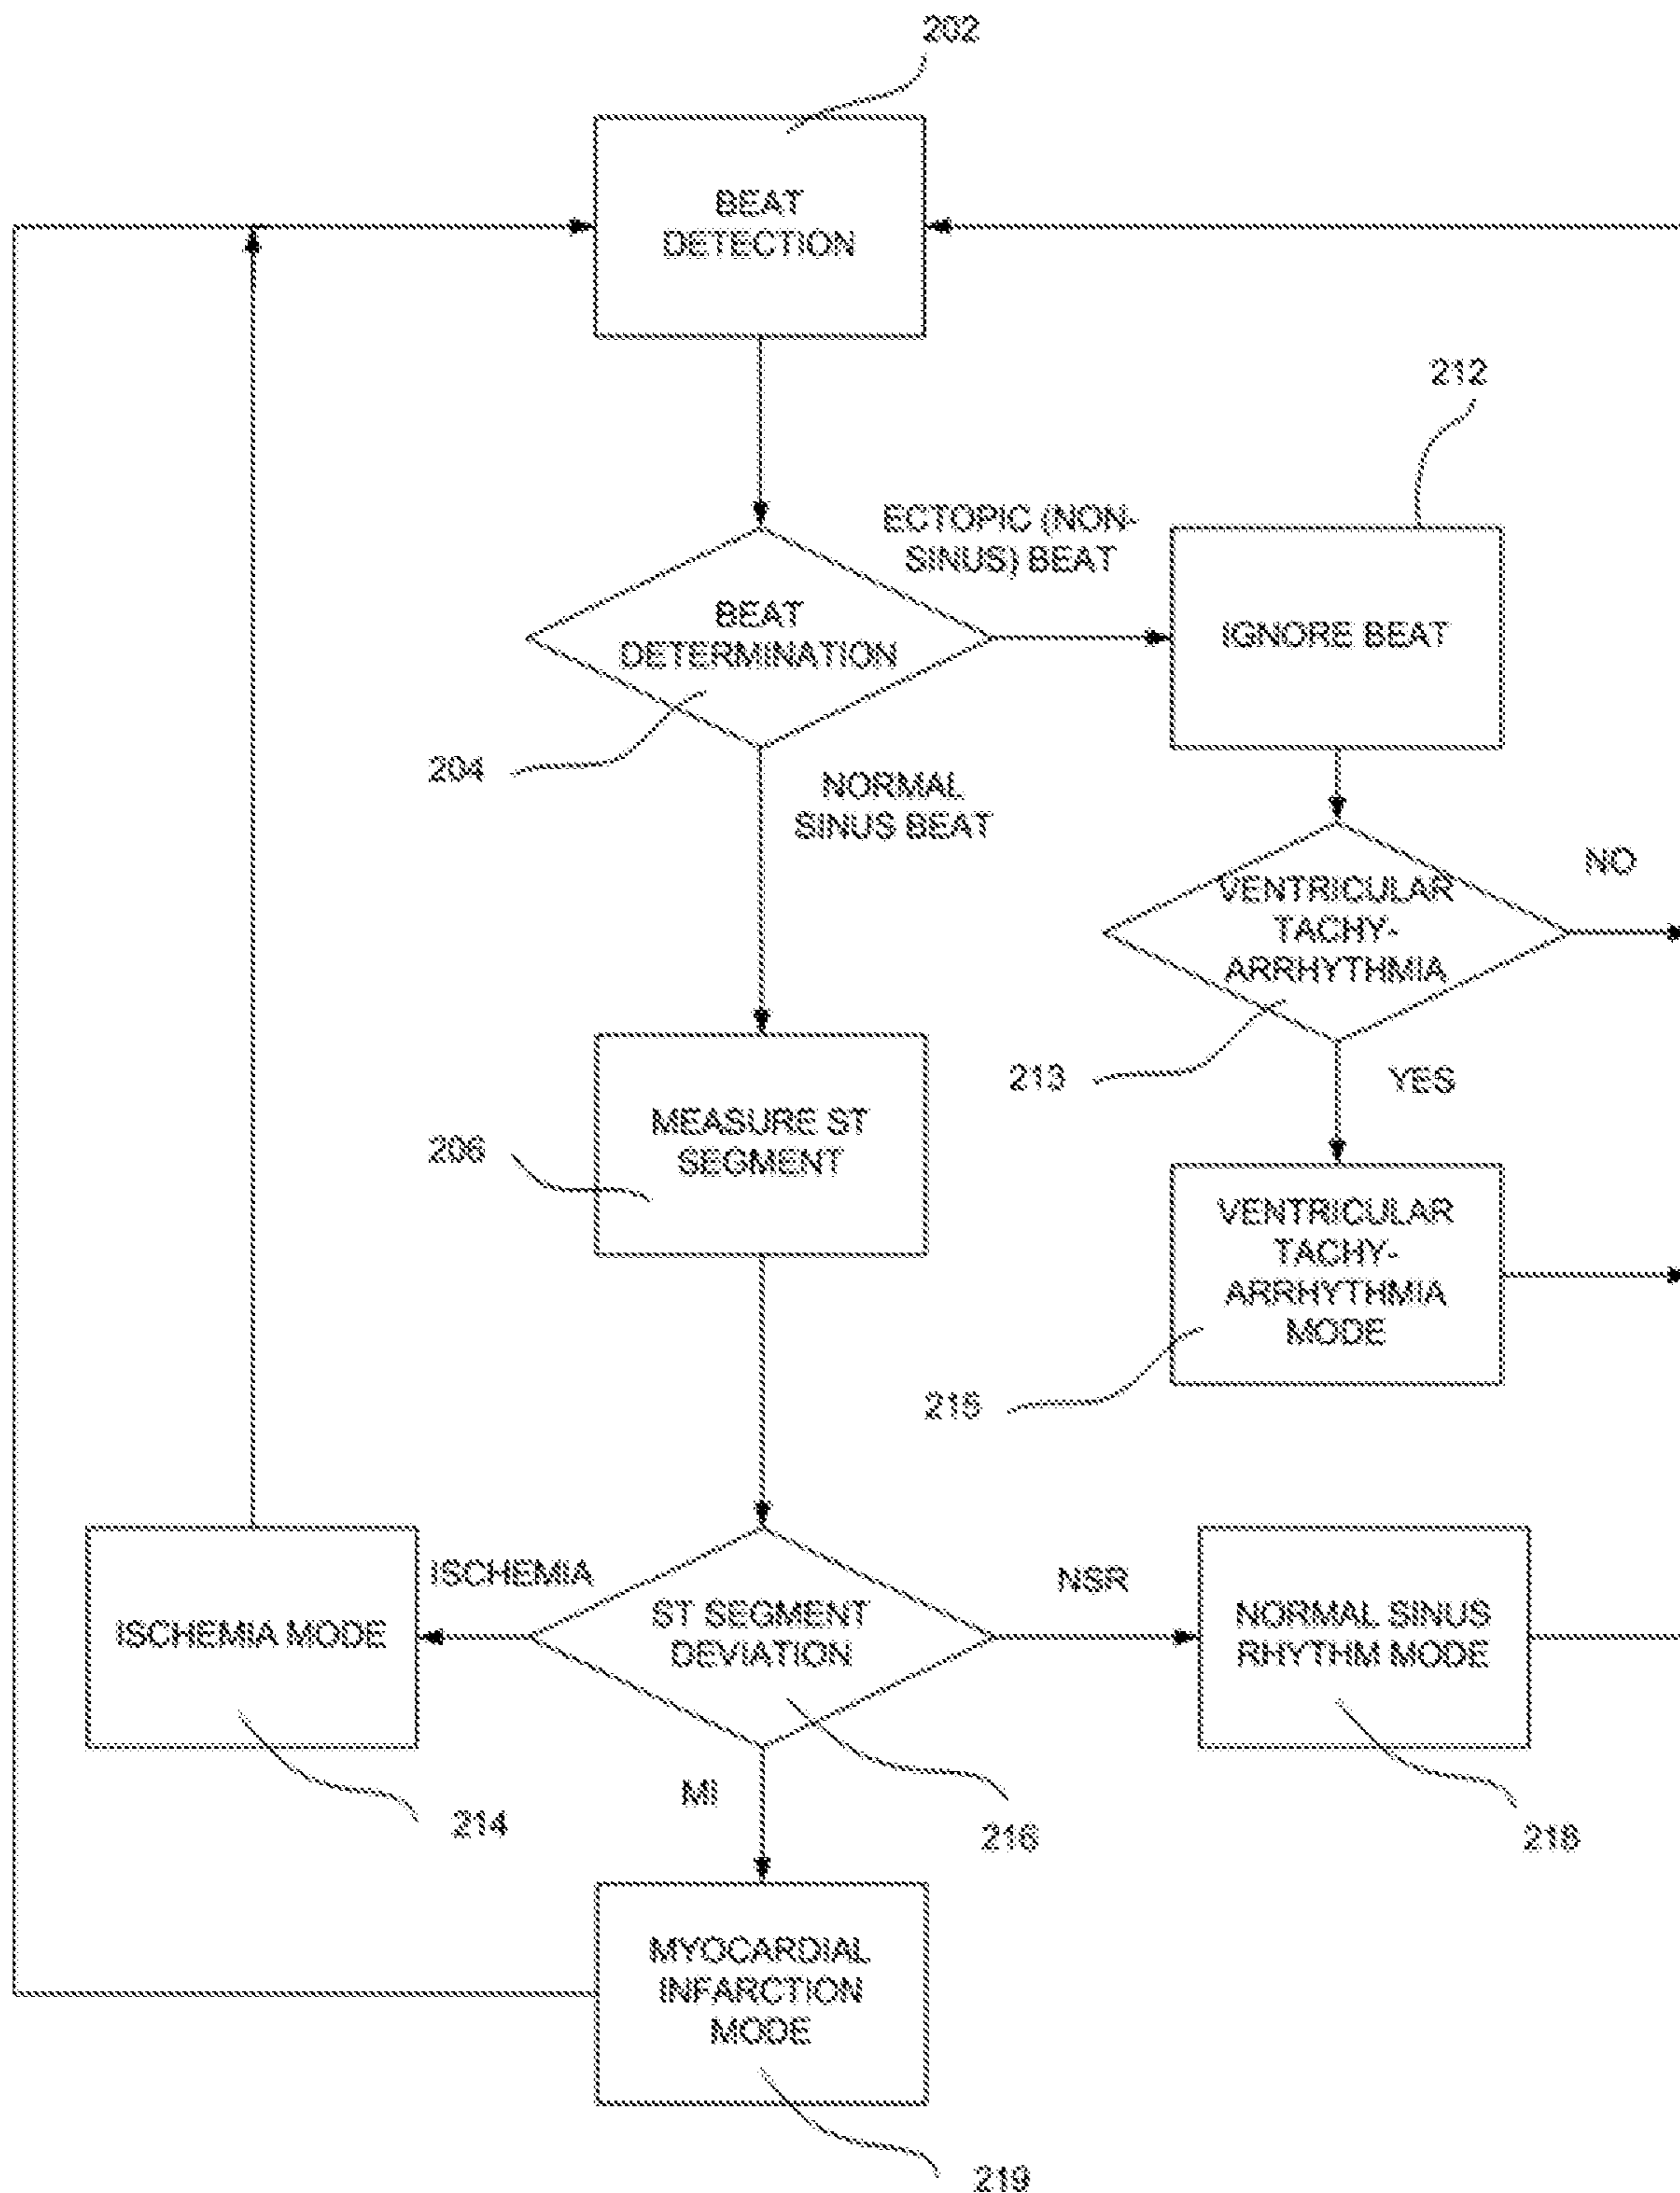 202
BEAT
DETECTION
212
ECTOPIC (NON-
SINUS) BEAT
BEAT
DETERMINATION
IGNORE BEAT
204
NORMAL
SINUS BEAT
NO
VENTRICULAR
TACHY-
ARRHYTHMIA
213
YES
MEASURE ST
SEGMENT
206
VENTRICULAR
TACHY-
ARRHYTHMIA
MODE
215
ISCHEMIA
NSR
ISCHEMIA MODE
ST SEGMENT
DEVIATION
NORMAL SINUS
RHYTHM MODE
MI
214
216
218
MYOCARDIAL
INFARCTION
MODE
219